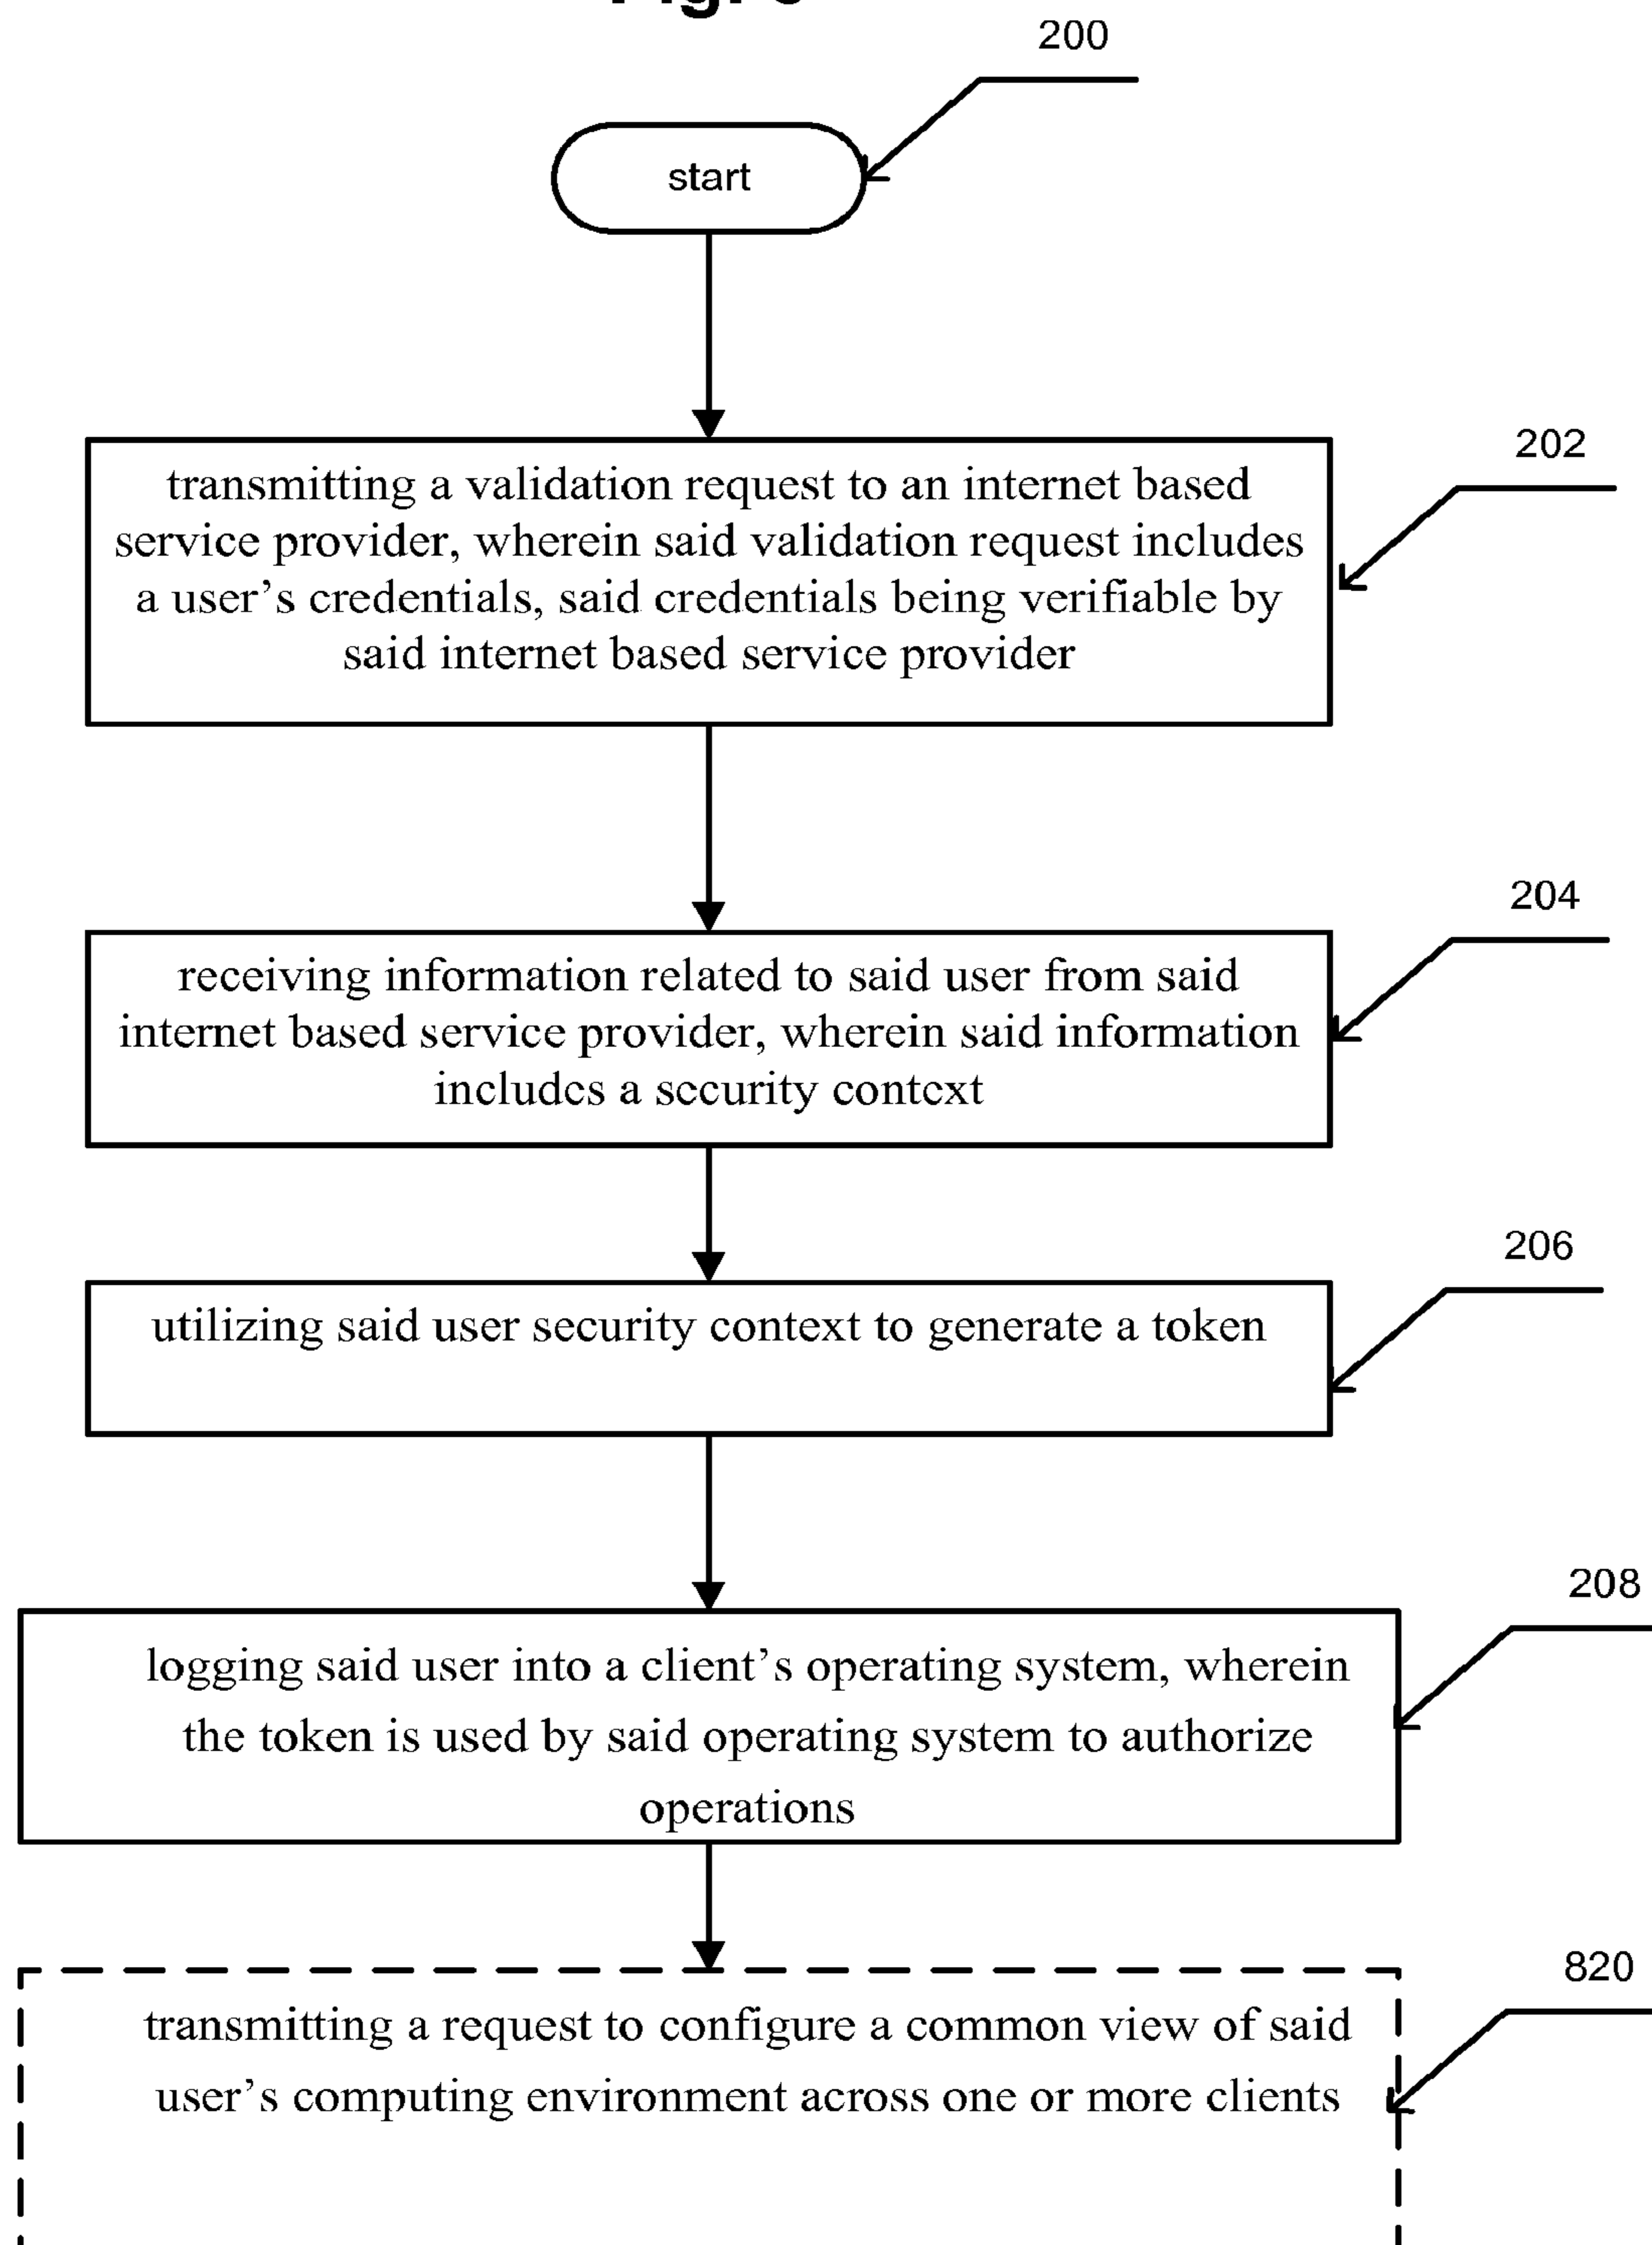 200
start
202
transmitting a validation request to an internet based
service provider, wherein said validation request includes
a user’s credentials, said credentials being verifiable by
said internet based service provider
204
receiving information related to said user from said
internet based service provider, wherein said information
includes a security context
206
utilizing said user security context to generate a token
208
logging said user into a client’s operating system, wherein
the token is used by said operating system to authorize
operations
820
transmitting a request to configure a common view of said
user’s computing environment across one or more clients